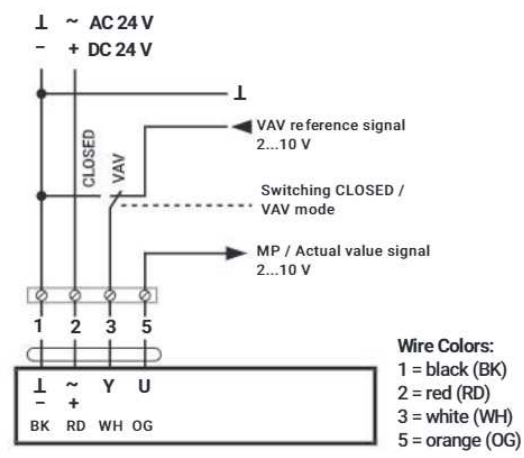 ⊥ ~ AC 24 V
− + DC 24 V
⊥
VAV reference signal
2...10 V
CLOSED
VAV
Switching CLOSED /
VAV mode
MP / Actual value signal
2...10 V
1 2 3 5
⊥ ~ Y U
− +
BK RD WH OG
Wire Colors:
1 = black (BK)
2 = red (RD)
3 = white (WH)
5 = orange (OG)